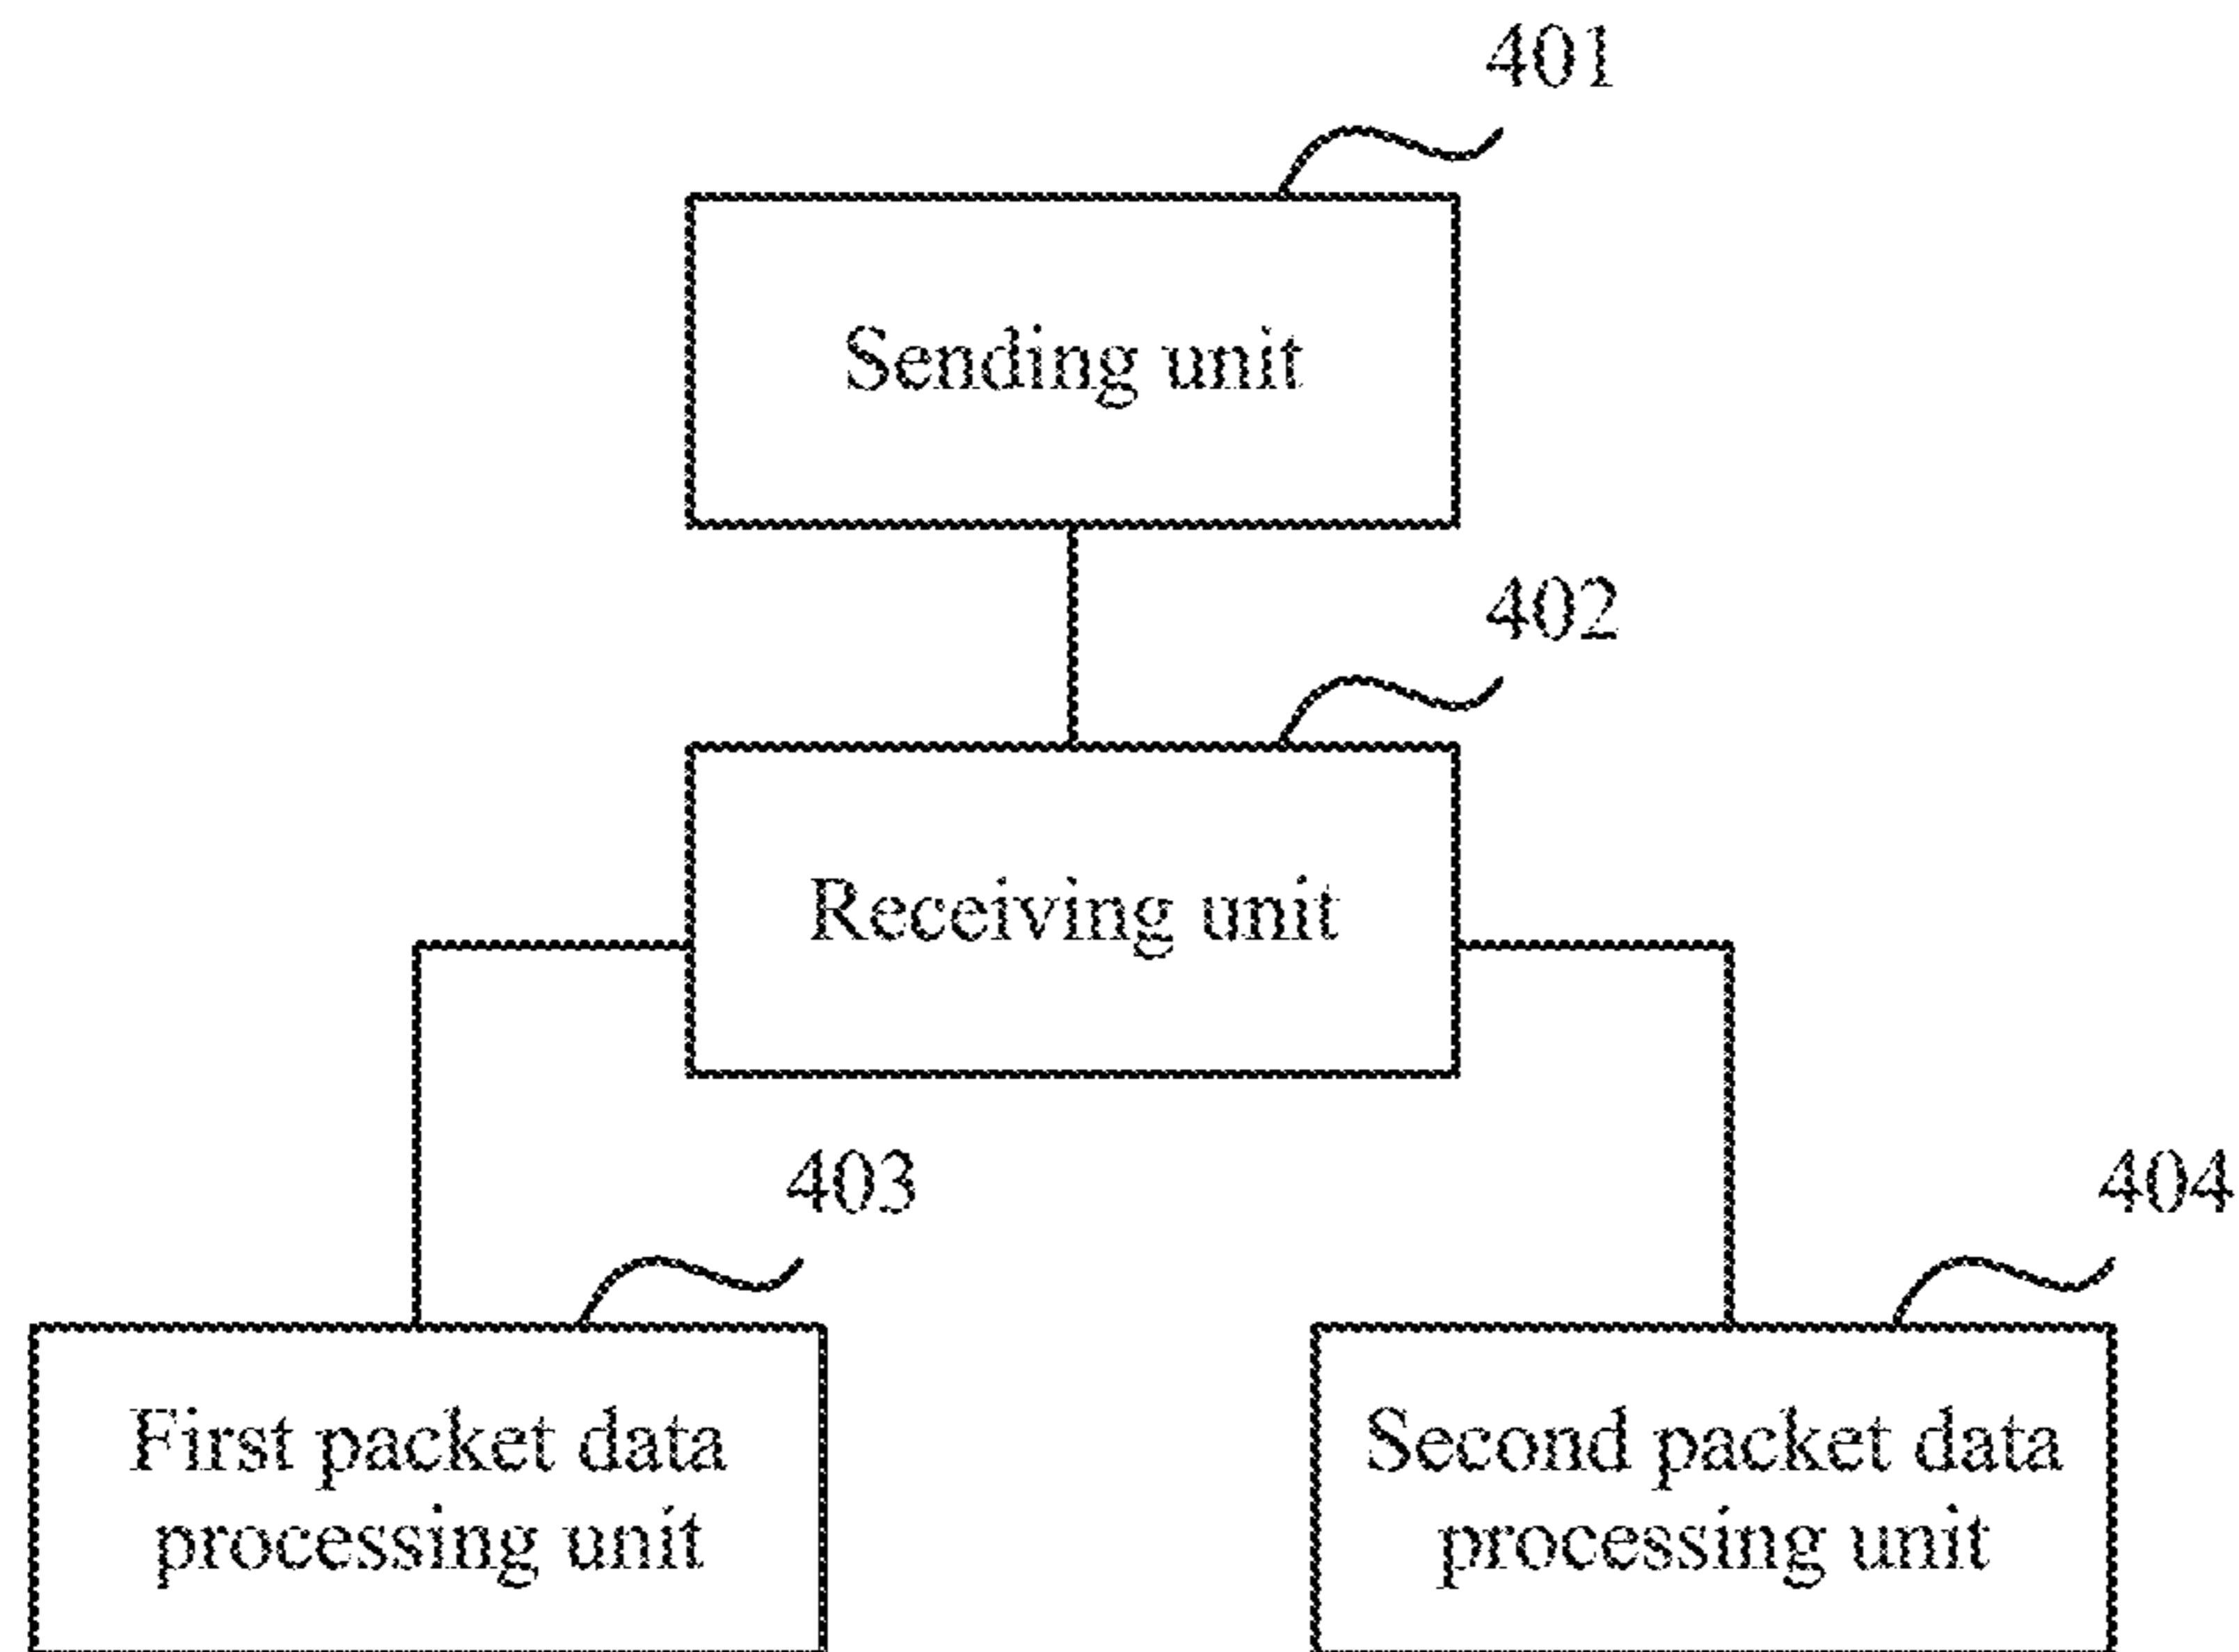 401
Sending unit
402
Receiving unit
403
404
First packet data
processing unit
Second packet data
processing unit